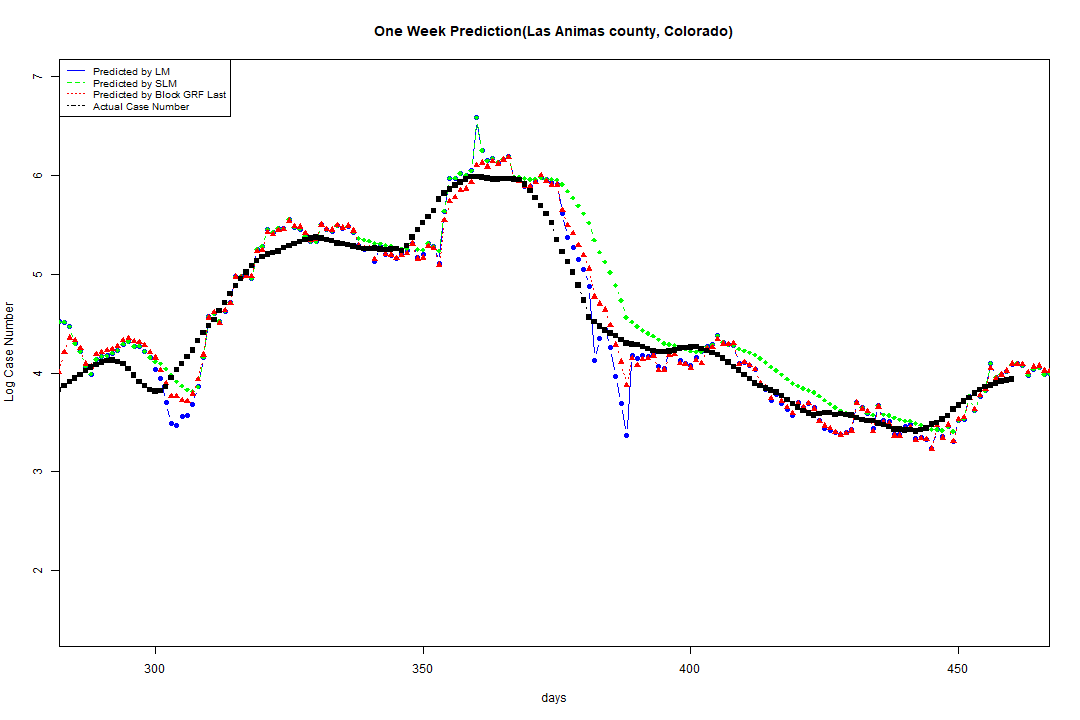 One Week Prediction(Las Animas county, Colorado)
Predicted by LM
Predicted by SLM
Predicted by Block GRF Last
Actual Case Number
7
6
5
4
3
2
Log Case Number
300 350 400 450
days